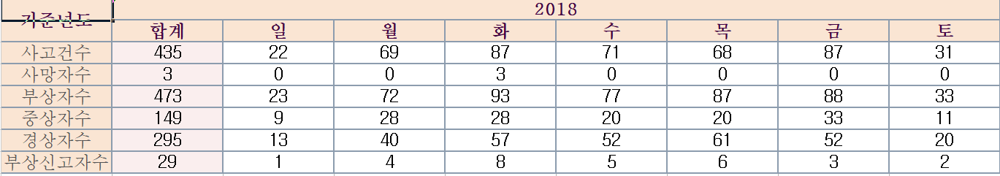 기준년도 2018
합계 일 월 화 수 목 금 토
사고건수 435 22 69 87 71 68 87 31
사망자수 3 0 0 3 0 0 0 0
부상자수 473 23 72 93 77 87 88 33
중상자수 149 9 28 28 20 20 33 11
경상자수 295 13 40 57 52 61 52 20
부상신고자수 29 1 4 8 5 6 3 2